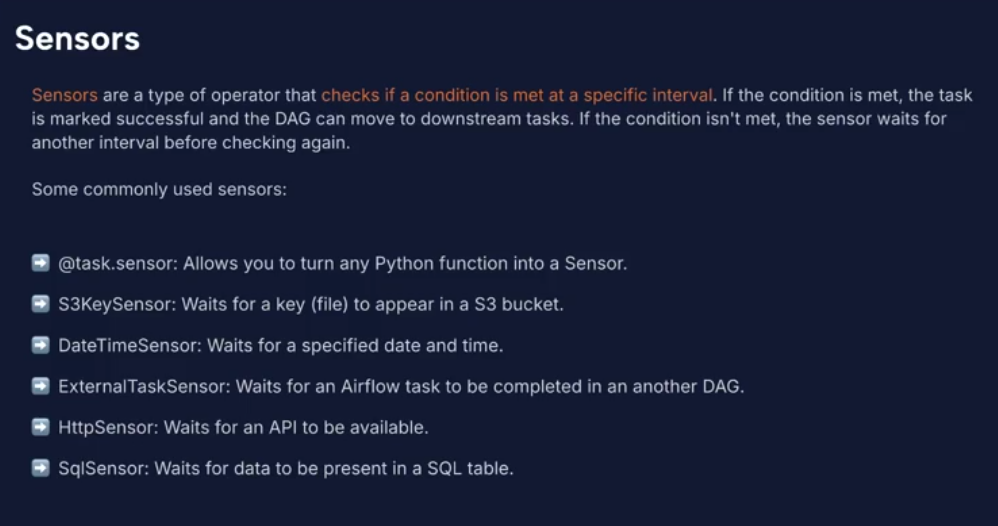 Sensors
Sensors are a type of operator that checks if a condition is met at a specific interval. If the condition is met, the task
is marked successful and the DAG can move to downstream tasks. If the condition isn't met, the sensor waits for
another interval before checking again.
Some commonly used sensors:
➡️ @task.sensor: Allows you to turn any Python function into a Sensor.
➡️ S3KeySensor: Waits for a key (file) to appear in a S3 bucket.
➡️ DateTimeSensor: Waits for a specified date and time.
➡️ ExternalTaskSensor: Waits for an Airflow task to be completed in an another DAG.
➡️ HttpSensor: Waits for an API to be available.
➡️ SqlSensor: Waits for data to be present in a SQL table.